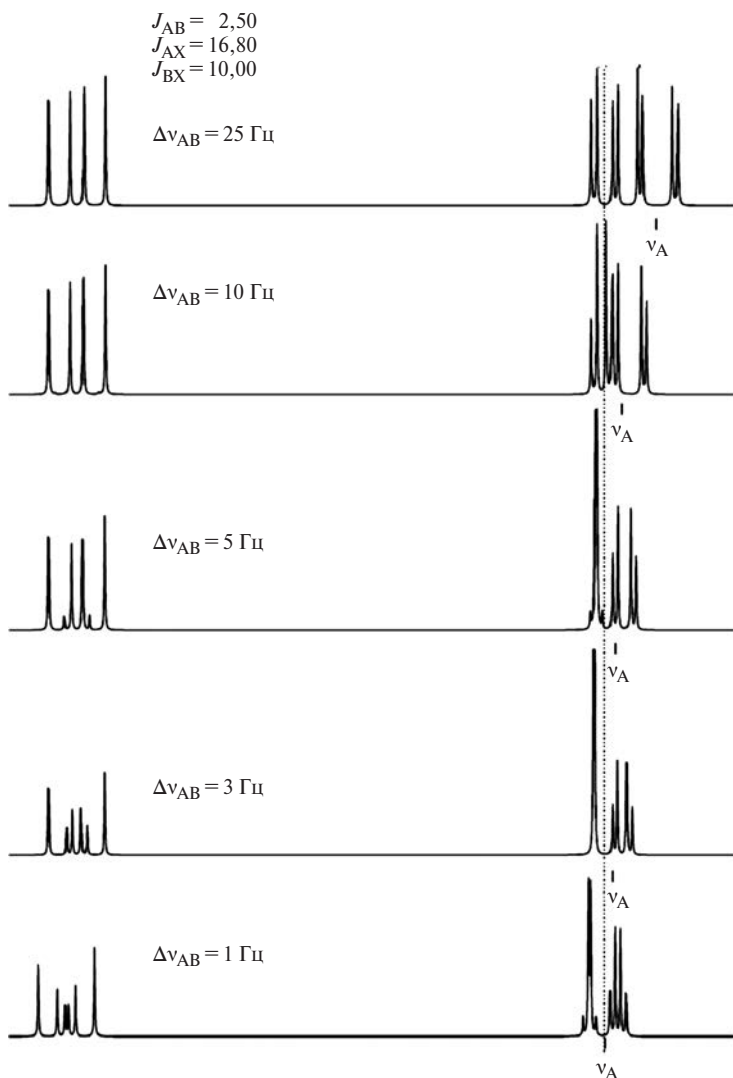 J_AB = 2,50
J_AX = 16,80
J_BX = 10,00
Δν_AB = 25 Гц
ν_A
Δν_AB = 10 Гц
ν_A
Δν_AB = 5 Гц
ν_A
Δν_AB = 3 Гц
ν_A
Δν_AB = 1 Гц
ν_A